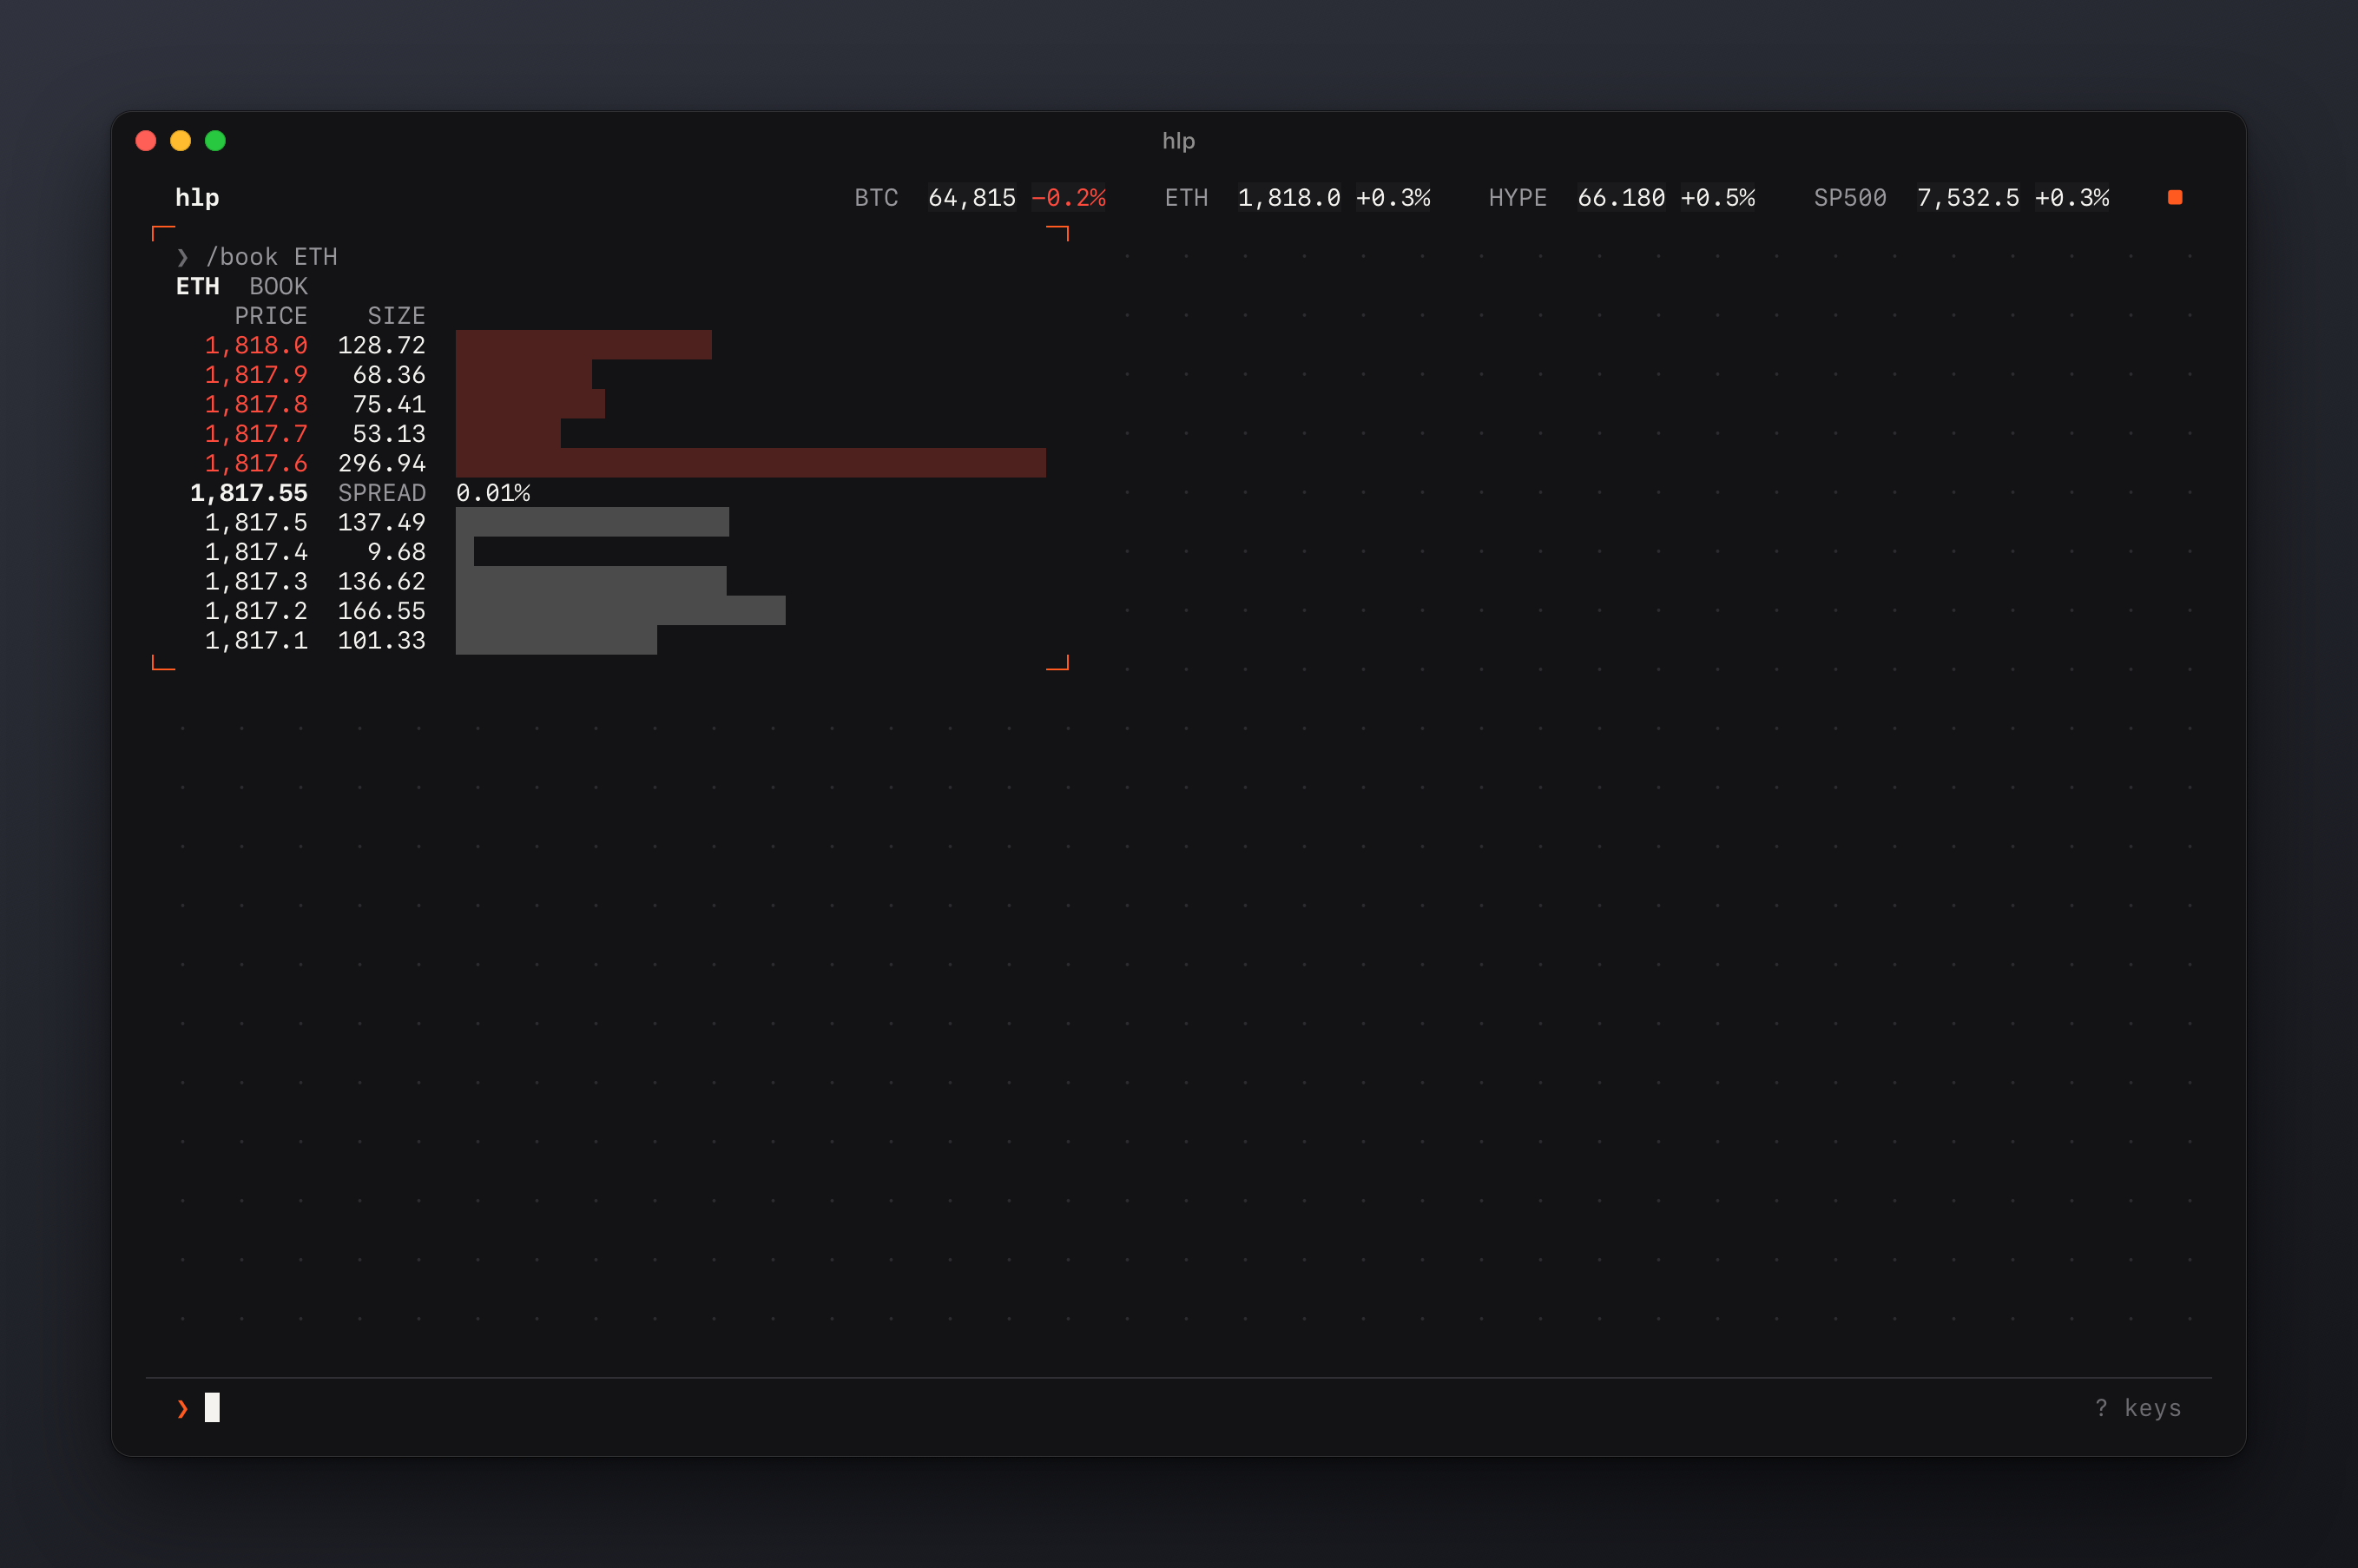 hlp
hlp BTC 64,815 −0.2% ETH 1,818.0 +0.3% HYPE 66.180 +0.5% SP500 7,532.5 +0.3%
❯ /book ETH
ETH BOOK
PRICE SIZE
1,818.0 128.72
1,817.9 68.36
1,817.8 75.41
1,817.7 53.13
1,817.6 296.94
1,817.55 SPREAD 0.01%
1,817.5 137.49
1,817.4 9.68
1,817.3 136.62
1,817.2 166.55
1,817.1 101.33
❯ ? keys